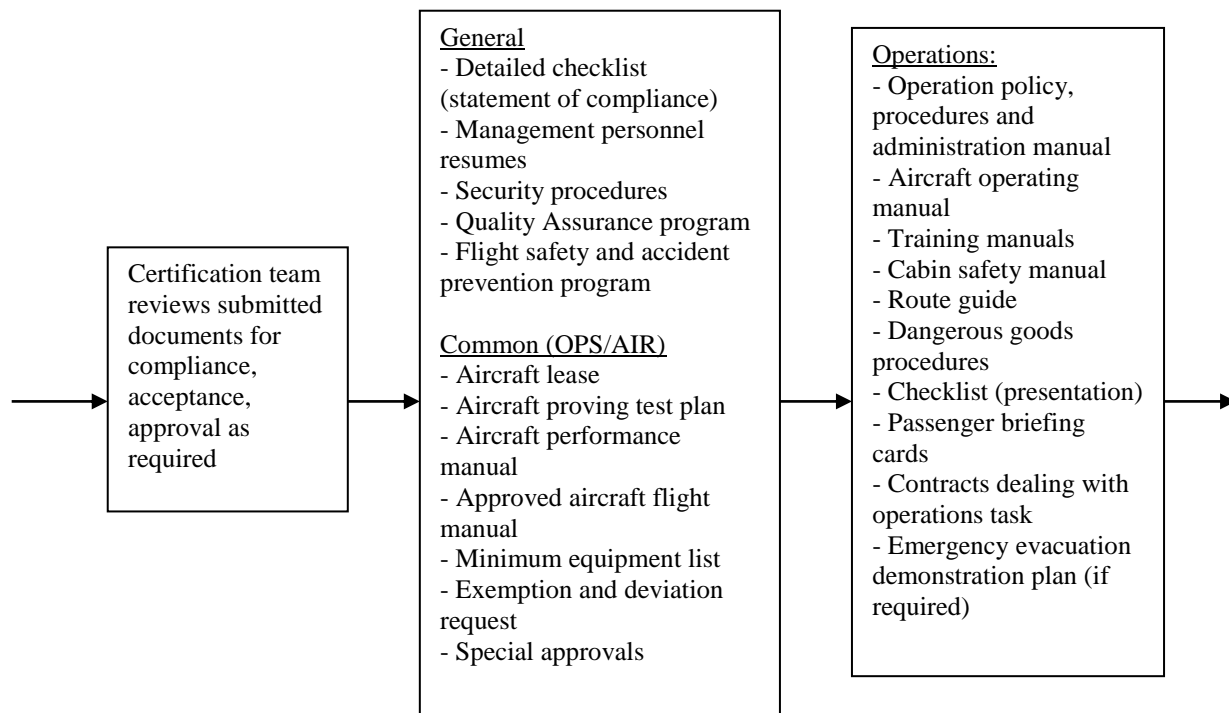 Certification team
reviews submitted
documents for
compliance,
acceptance,
approval as
required
General
- Detailed checklist
(statement of compliance)
- Management personnel
resumes
- Security procedures
- Quality Assurance program
- Flight safety and accident
prevention program
Common (OPS/AIR)
- Aircraft lease
- Aircraft proving test plan
- Aircraft performance
manual
- Approved aircraft flight
manual
- Minimum equipment list
- Exemption and deviation
request
- Special approvals
Operations:
- Operation policy,
procedures and
administration manual
- Aircraft operating
manual
- Training manuals
- Cabin safety manual
- Route guide
- Dangerous goods
procedures
- Checklist (presentation)
- Passenger briefing
cards
- Contracts dealing with
operations task
- Emergency evacuation
demonstration plan (if
required)